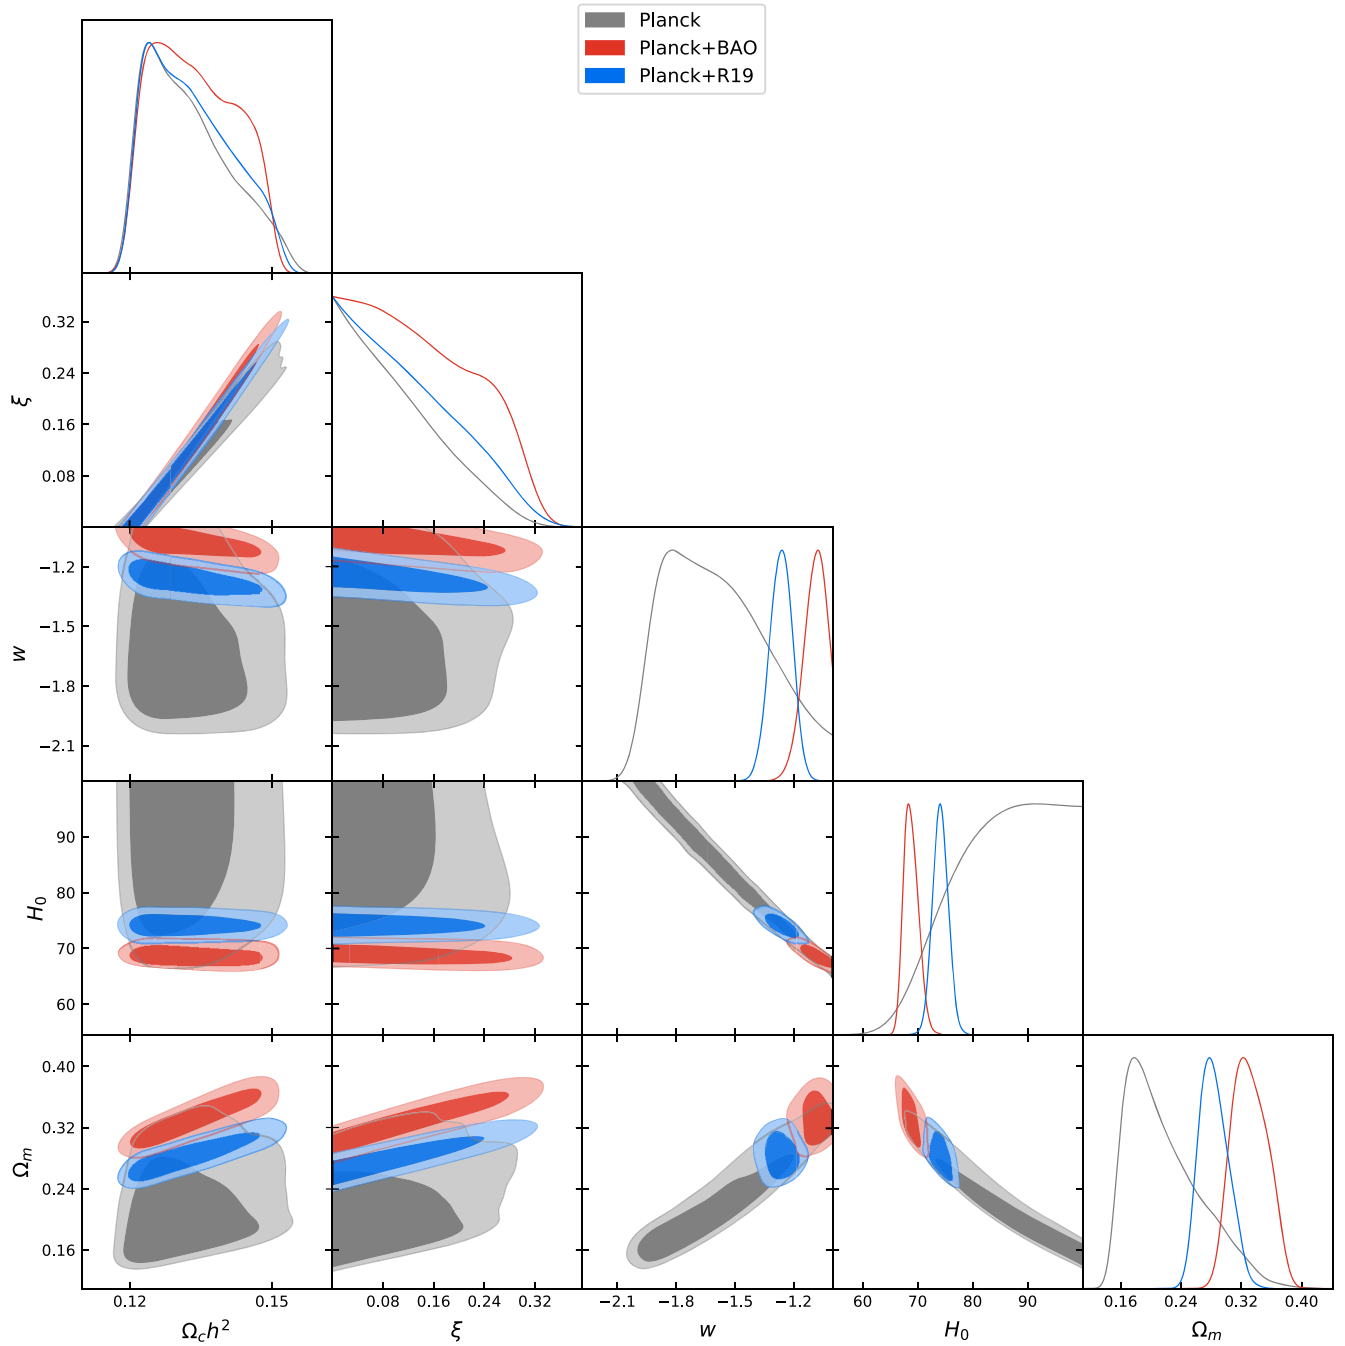 Planck
Planck+BAO
Planck+R19
0.32
0.24
0.16
0.08
ξ
−1.2
−1.5
−1.8
−2.1
w
90
80
70
60
H₀
0.40
0.32
0.24
0.16
Ωₘ
0.12 0.15 0.08 0.16 0.24 0.32 −2.1 −1.8 −1.5 −1.2 60 70 80 90 0.16 0.24 0.32 0.40
Ω_c h² ξ w H₀ Ωₘ